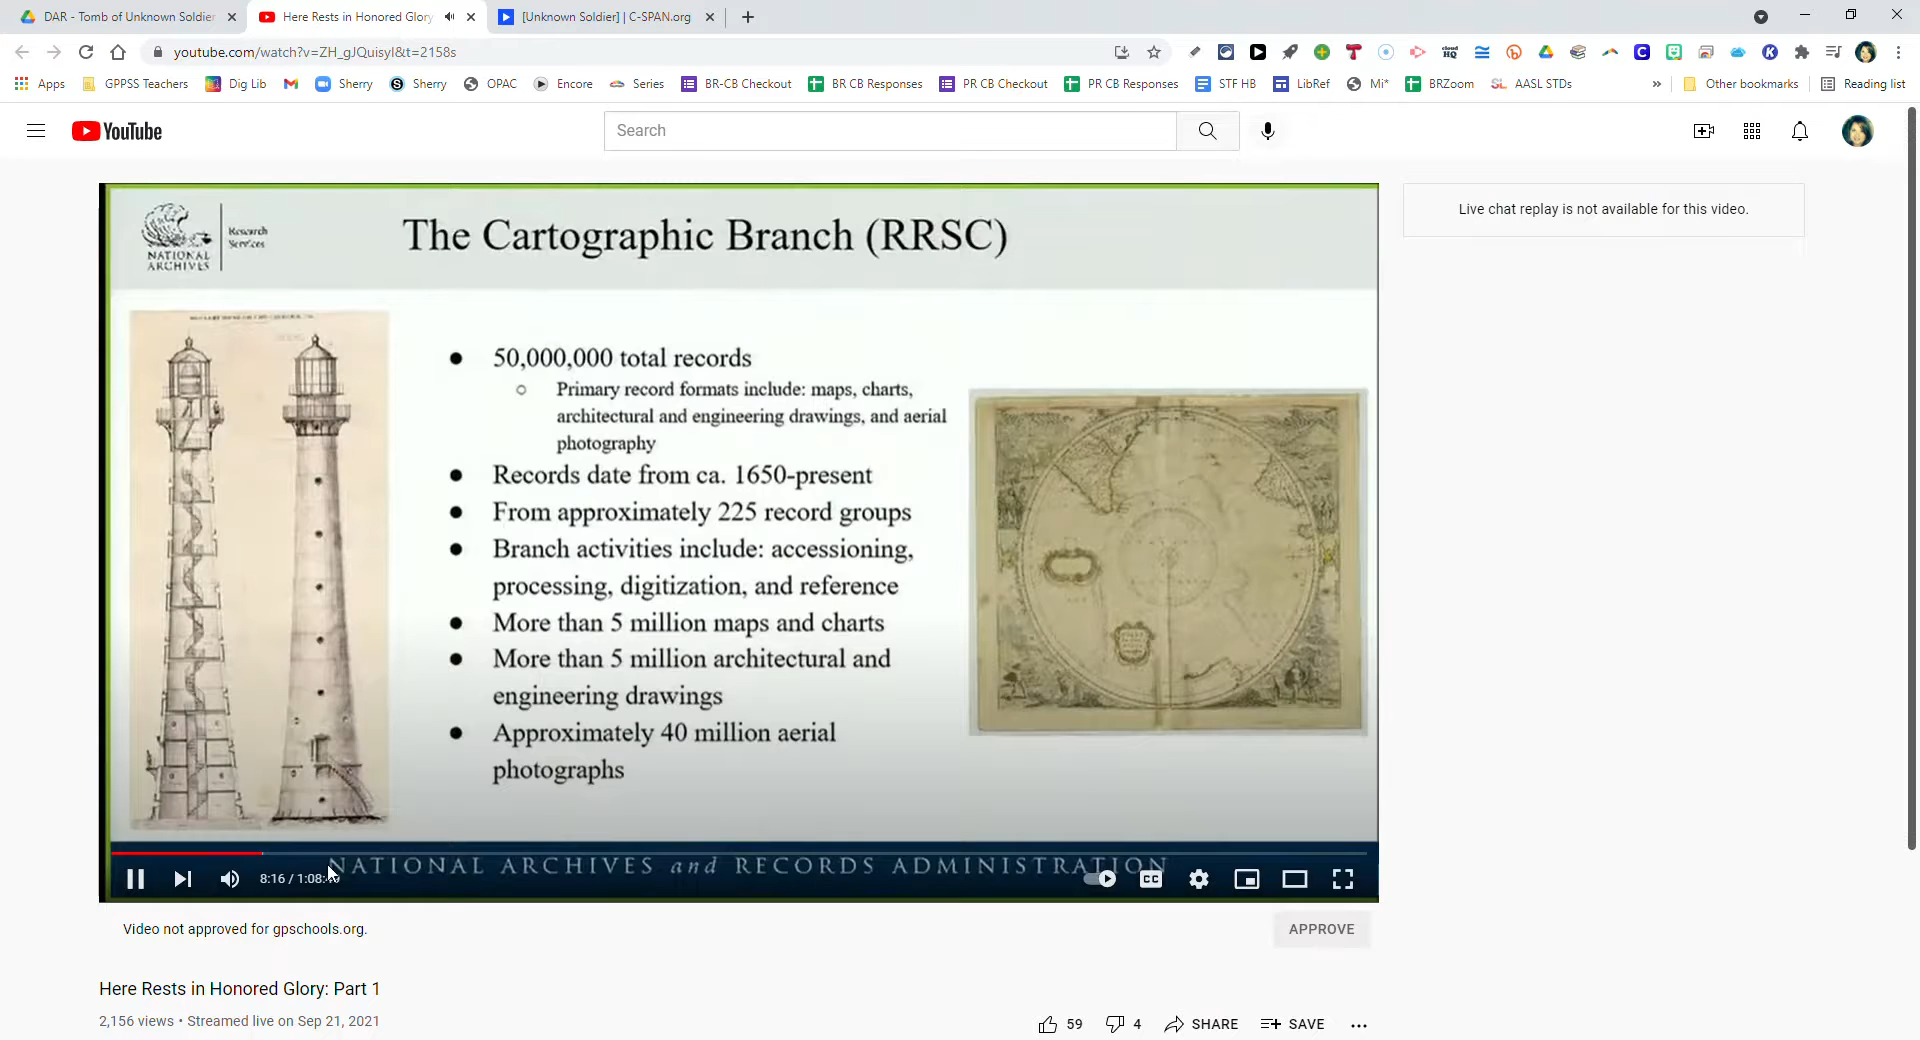 DAR - Tomb of Unknown Soldier
Here Rests in Honored Glory
[Unknown Soldier] | C-SPAN.org
youtube.com/watch?v=ZH_gJQuisyI&t=2158s
Apps GPPSS Teachers Dig Lib Sherry Sherry OPAC Encore Series BR-CB Checkout BR CB Responses PR CB Checkout PR CB Responses STF HB LibRef Mi* BRZoom SL AASL STDs » Other bookmarks Reading list
YouTube
Search
Live chat replay is not available for this video.
NATIONAL
ARCHIVES
Research
Services
The Cartographic Branch (RRSC)
• 50,000,000 total records
○ Primary record formats include: maps, charts,
architectural and engineering drawings, and aerial
photography
• Records date from ca. 1650-present
• From approximately 225 record groups
• Branch activities include: accessioning,
processing, digitization, and reference
• More than 5 million maps and charts
• More than 5 million architectural and
engineering drawings
• Approximately 40 million aerial
photographs
NATIONAL ARCHIVES and RECORDS ADMINISTRATION
8:16 / 1:08:
CC
Video not approved for gpschools.org.
APPROVE
Here Rests in Honored Glory: Part 1
2,156 views • Streamed live on Sep 21, 2021
59 4 SHARE SAVE